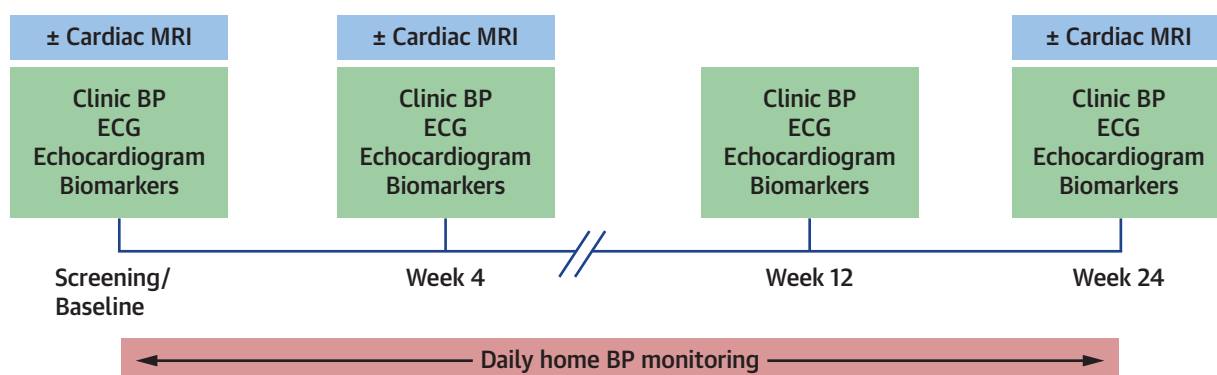 ± Cardiac MRI
Clinic BP
ECG
Echocardiogram
Biomarkers
Screening/
Baseline
± Cardiac MRI
Clinic BP
ECG
Echocardiogram
Biomarkers
Week 4
Clinic BP
ECG
Echocardiogram
Biomarkers
Week 12
± Cardiac MRI
Clinic BP
ECG
Echocardiogram
Biomarkers
Week 24
Daily home BP monitoring